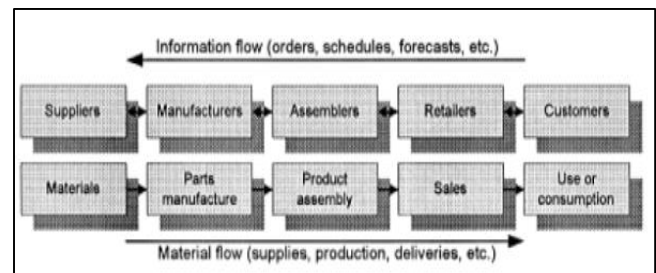 Information flow (orders, schedules, forecasts, etc.)
Suppliers
Manufacturers
Assemblers
Retailers
Customers
Materials
Parts
manufacture
Product
assembly
Sales
Use or
consumption
Material flow (supplies, production, deliveries, etc.)